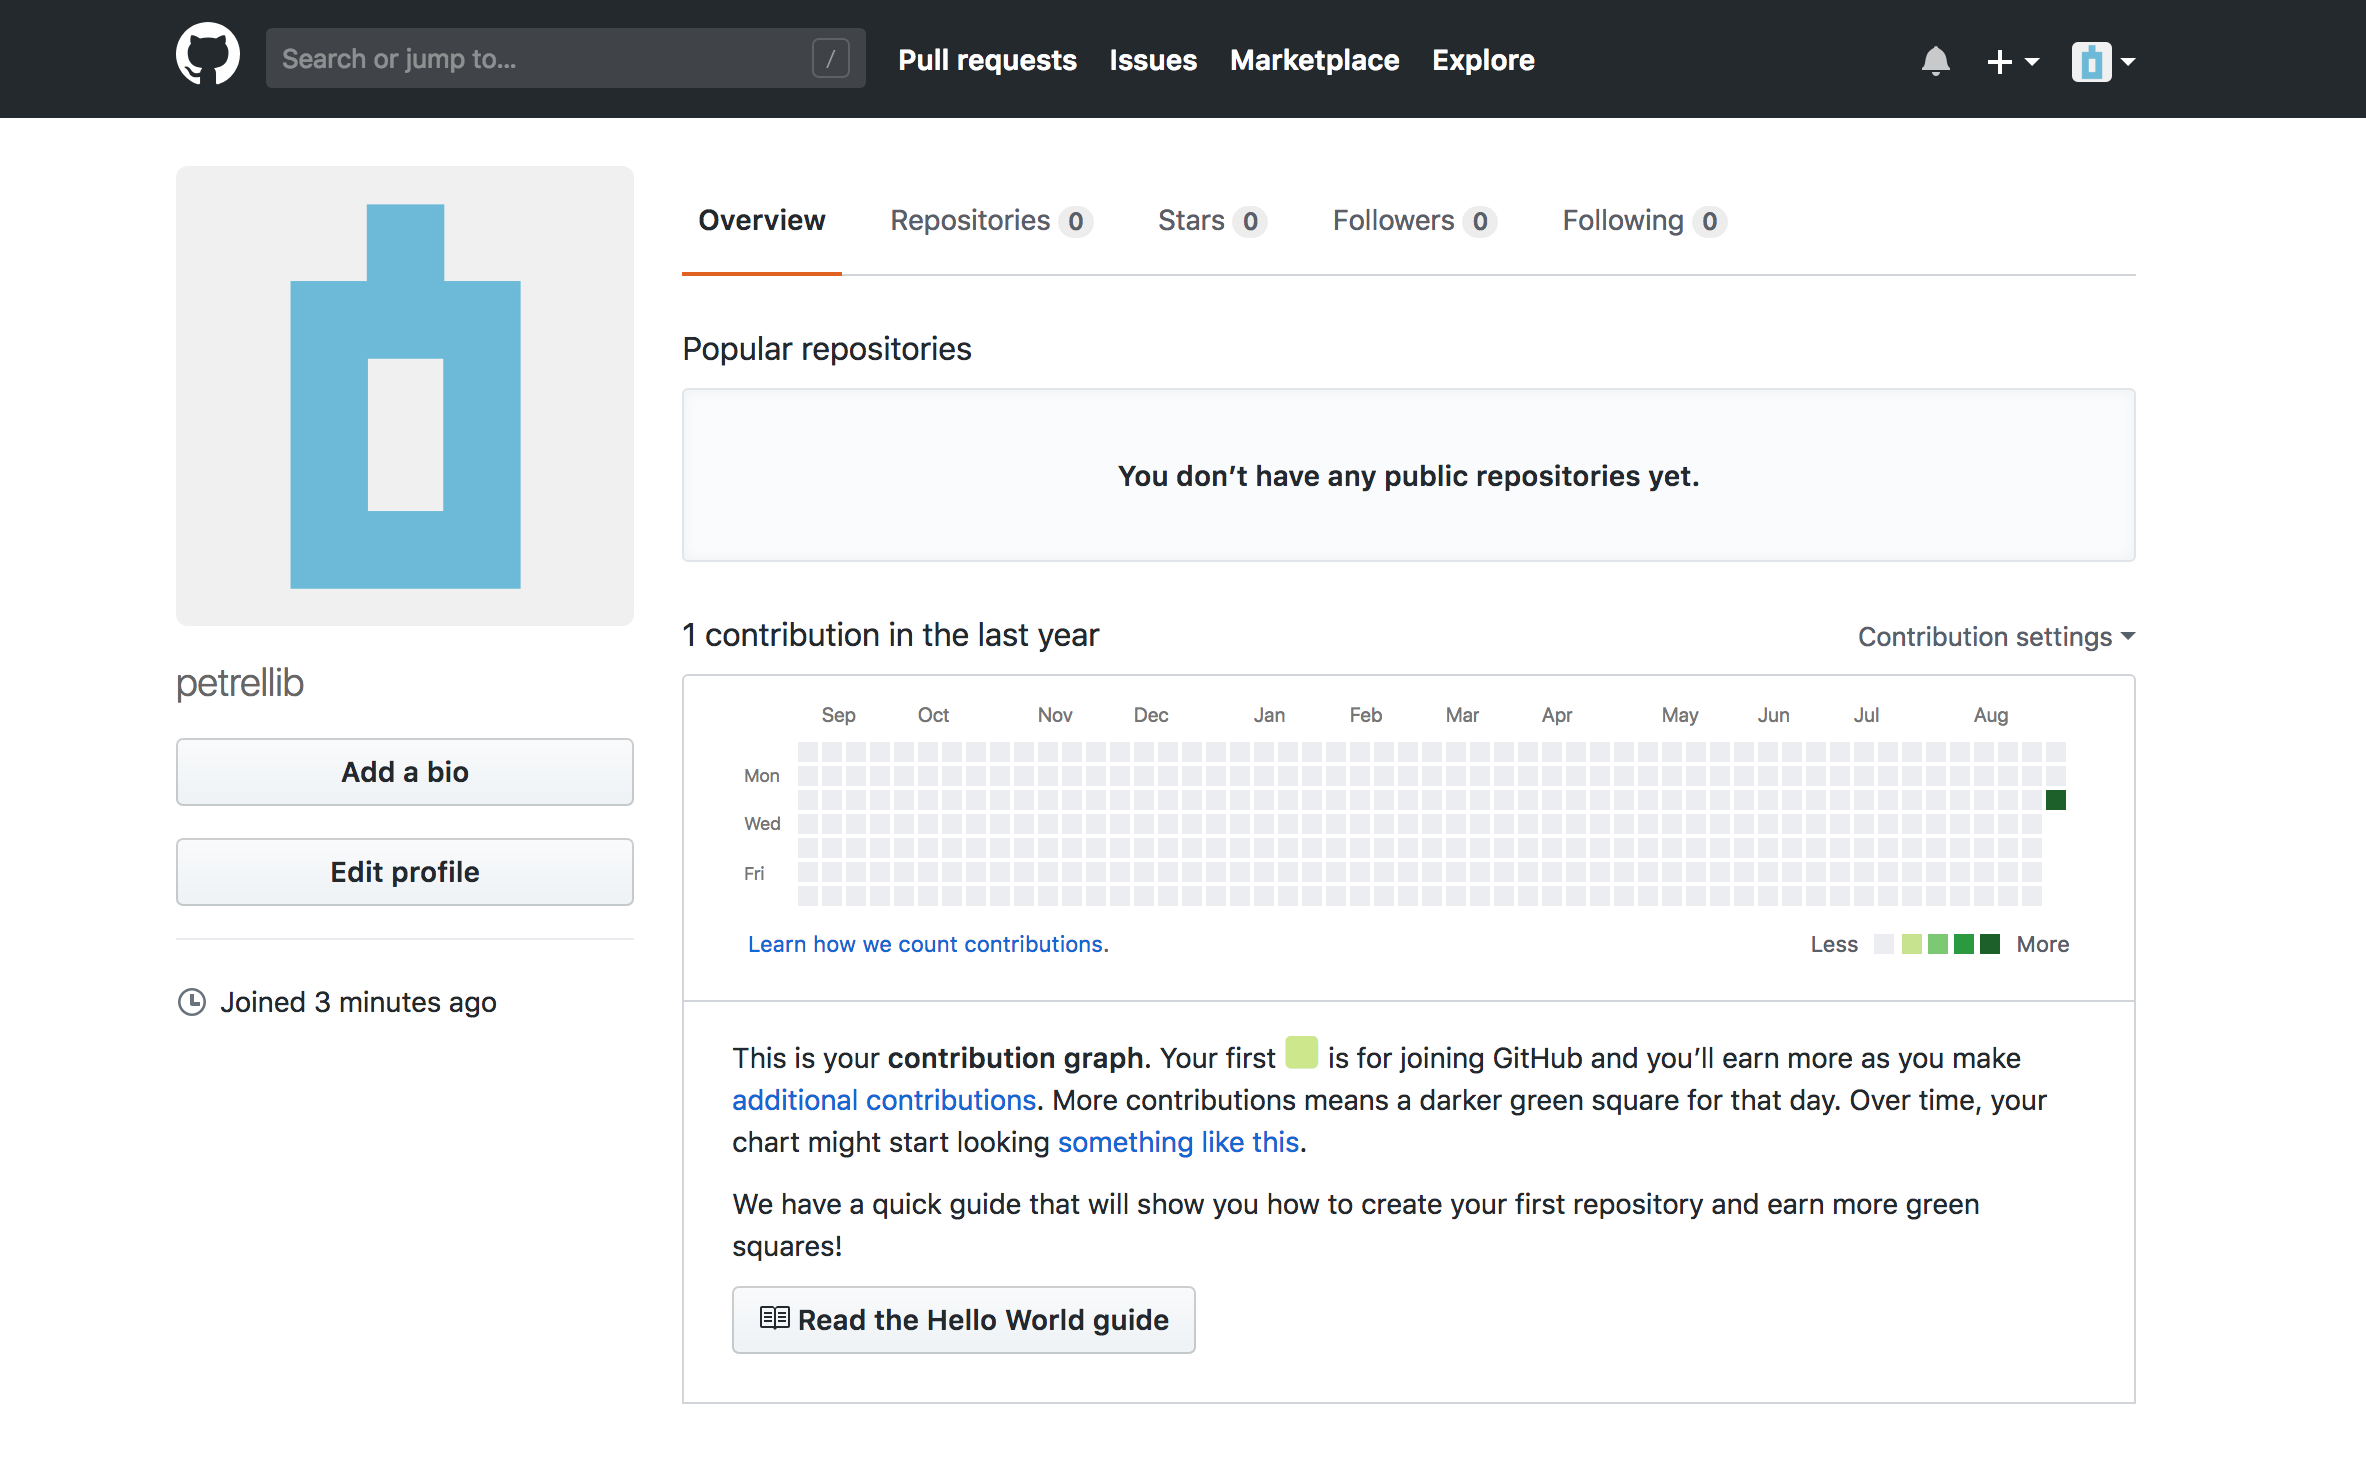 Search or jump to... /
Pull requests Issues Marketplace Explore
Overview Repositories 0 Stars 0 Followers 0 Following 0
Popular repositories
You don’t have any public repositories yet.
petrellib
Add a bio
Edit profile
Joined 3 minutes ago
1 contribution in the last year
Contribution settings
Sep Oct Nov Dec Jan Feb Mar Apr May Jun Jul Aug
Mon
Wed
Fri
Learn how we count contributions.
Less More
This is your contribution graph. Your first is for joining GitHub and you’ll earn more as you make
additional contributions. More contributions means a darker green square for that day. Over time, your
chart might start looking something like this.
We have a quick guide that will show you how to create your first repository and earn more green
squares!
Read the Hello World guide